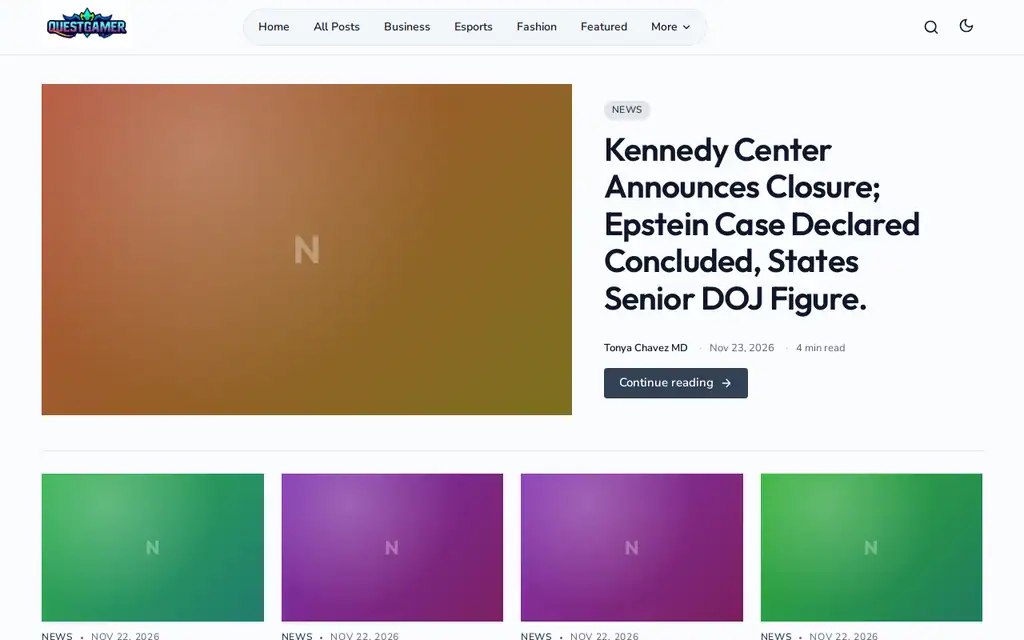 QUESTGAMER
Home
All Posts
Business
Esports
Fashion
Featured
More
N
NEWS
Kennedy Center
Announces Closure;
Epstein Case Declared
Concluded, States
Senior DOJ Figure.
Tonya Chavez MD · Nov 23, 2026 · 4 min read
Continue reading →
N
N
N
N
NEWS • NOV 22, 2026
NEWS • NOV 22, 2026
NEWS • NOV 22, 2026
NEWS • NOV 22, 2026